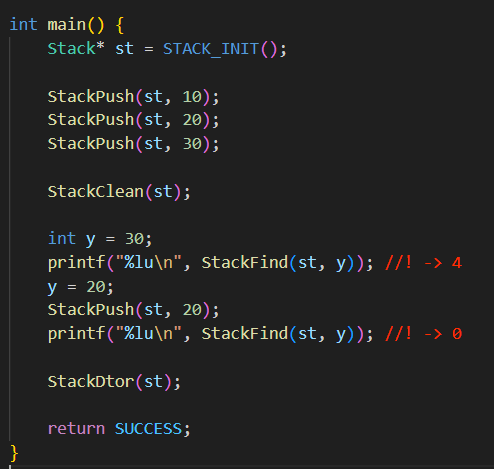 int main() {
    Stack* st = STACK_INIT();

    StackPush(st, 10);
    StackPush(st, 20);
    StackPush(st, 30);

    StackClean(st);

    int y = 30;
    printf("%lu\n", StackFind(st, y)); //! -> 4
    y = 20;
    StackPush(st, 20);
    printf("%lu\n", StackFind(st, y)); //! -> 0

    StackDtor(st);

    return SUCCESS;
}